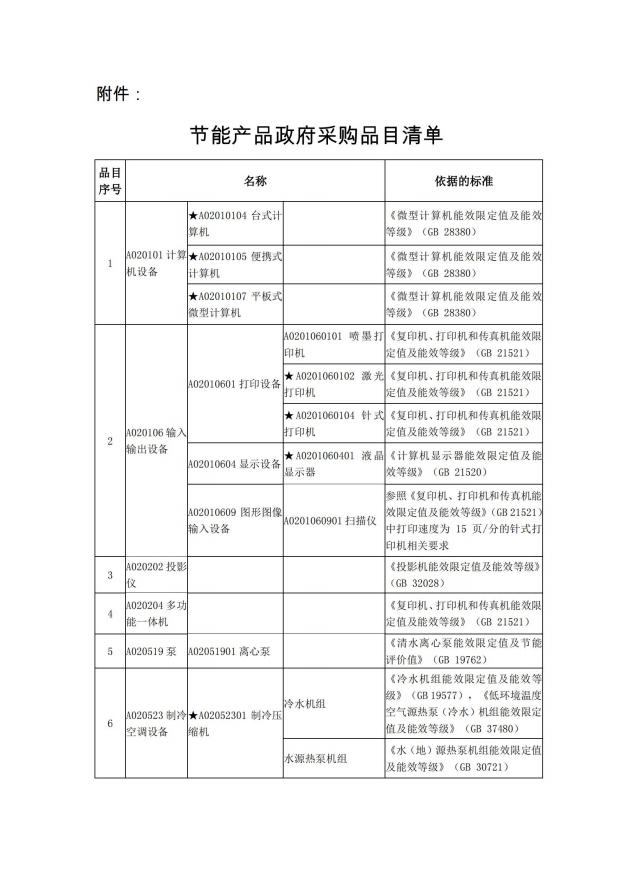 附件：
节能产品政府采购品目清单
品目
序号
名称
依据的标准
1
A020101 计算
机设备
★A02010104 台式计
算机
《微型计算机能效限定值及能效
等级》（GB 28380）
★A02010105 便携式
计算机
《微型计算机能效限定值及能效
等级》（GB 28380）
★A02010107 平板式
微型计算机
《微型计算机能效限定值及能效
等级》（GB 28380）
2
A020106 输入
输出设备
A02010601 打印设备
A0201060101 喷墨打
印机
《复印机、打印机和传真机能效限
定值及能效等级》（GB 21521）
★A0201060102 激光
打印机
《复印机、打印机和传真机能效限
定值及能效等级》（GB 21521）
★A0201060104 针式
打印机
《复印机、打印机和传真机能效限
定值及能效等级》（GB 21521）
A02010604 显示设备
★A0201060401 液晶
显示器
《计算机显示器能效限定值及能
效等级》（GB 21520）
A02010609 图形图像
输入设备
A0201060901 扫描仪
参照《复印机、打印机和传真机能
效限定值及能效等级》（GB 21521）
中打印速度为 15 页/分的针式打
印机相关要求
3
A020202 投影
仪
《投影机能效限定值及能效等级》
（GB 32028）
4
A020204 多功
能一体机
《复印机、打印机和传真机能效限
定值及能效等级》（GB 21521）
5
A020519 泵
A02051901 离心泵
《清水离心泵能效限定值及节能
评价值》（GB 19762）
6
A020523 制冷
空调设备
★A02052301 制冷压
缩机
冷水机组
《冷水机组能效限定值及能效等
级》（GB 19577），《低环境温度
空气源热泵（冷水）机组能效限定
值及能效等级》（GB 37480）
水源热泵机组
《水（地）源热泵机组能效限定值
及能效等级》（GB 30721）